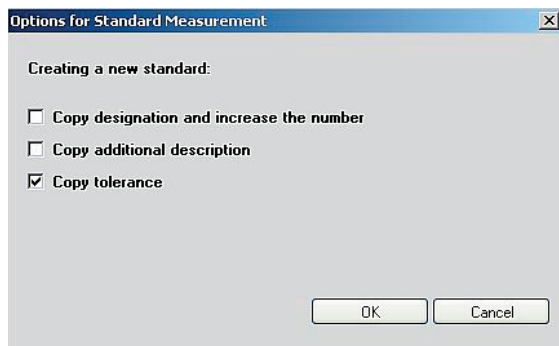 Options for Standard Measurement
Creating a new standard:
Copy designation and increase the number
Copy additional description
Copy tolerance
OK Cancel